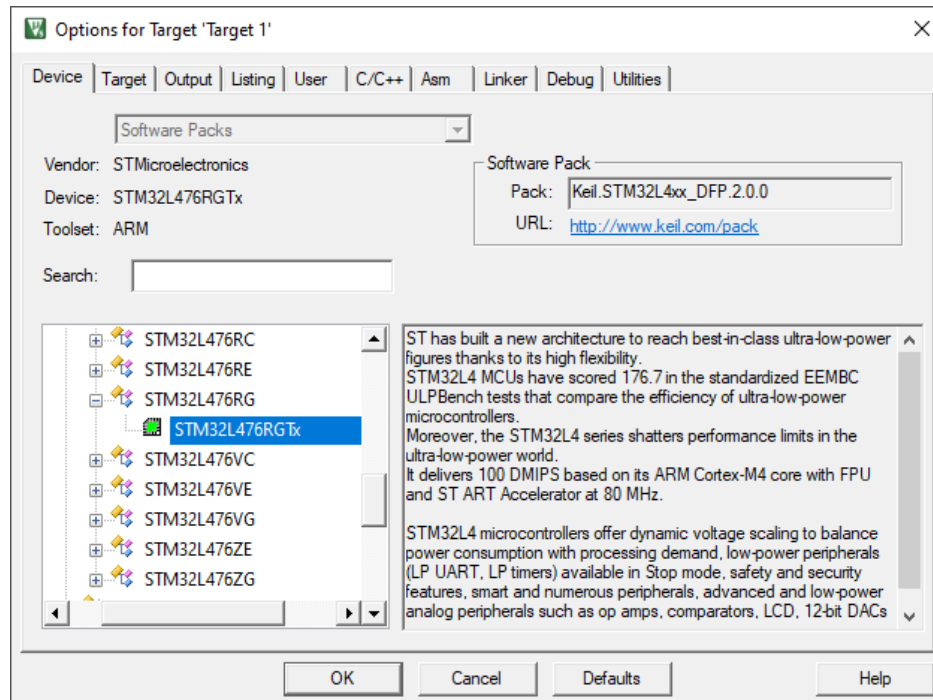 Options for Target 'Target 1'
Device Target Output Listing User C/C++ Asm Linker Debug Utilities
Software Packs
Vendor: STMicroelectronics
Device: STM32L476RGTx
Toolset: ARM
Software Pack
Pack: Keil.STM32L4xx_DFP.2.0.0
URL: http://www.keil.com/pack
Search:
STM32L476RC
STM32L476RE
STM32L476RG
STM32L476RGTx
STM32L476VC
STM32L476VE
STM32L476VG
STM32L476ZE
STM32L476ZG
ST has built a new architecture to reach best-in-class ultra-low-power
figures thanks to its high flexibility.
STM32L4 MCUs have scored 176.7 in the standardized EEMBC
ULPBench tests that compare the efficiency of ultra-low-power
microcontrollers.
Moreover, the STM32L4 series shatters performance limits in the
ultra-low-power world.
It delivers 100 DMIPS based on its ARM Cortex-M4 core with FPU
and ST ART Accelerator at 80 MHz.
STM32L4 microcontrollers offer dynamic voltage scaling to balance
power consumption with processing demand, low-power peripherals
(LP UART, LP timers) available in Stop mode, safety and security
features, smart and numerous peripherals, advanced and low-power
analog peripherals such as op amps, comparators, LCD, 12-bit DACs
OK Cancel Defaults Help